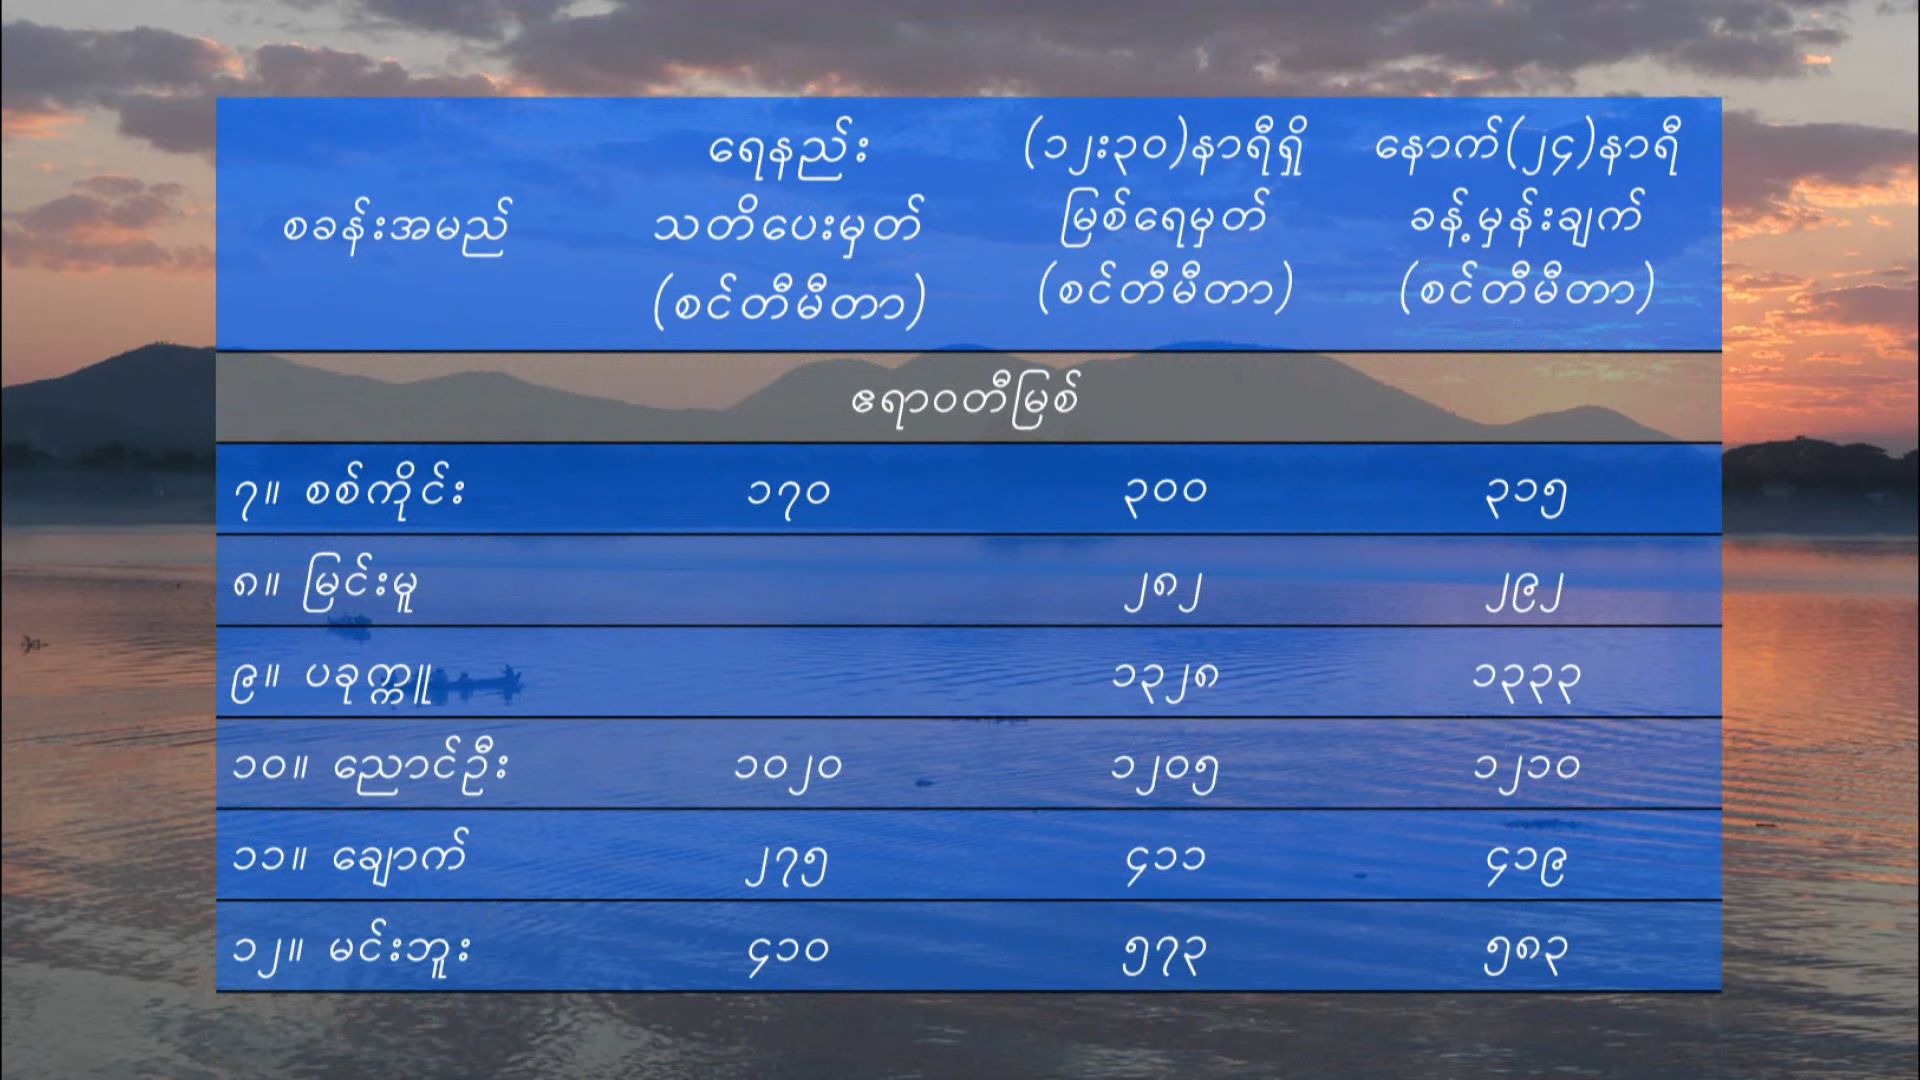 စခန်းအမည်
ရေနည်း
သတိပေးမှတ်
(စင်တီမီတာ)
(၁၂း၃၀)နာရီရှိ
မြစ်ရေမှတ်
(စင်တီမီတာ)
နောက်(၂၄)နာရီ
ခန့်မှန်းချက်
(စင်တီမီတာ)
ဧရာဝတီမြစ်
၇။ စစ်ကိုင်း ၁၇၀ ၃၀၀ ၃၁၅
၈။ မြင်းမူ ၂၈၂ ၂၉၂
၉။ ပခုက္ကူ ၁၃၂၈ ၁၃၃၃
၁၀။ ညောင်ဦး ၁၀၂၀ ၁၂၀၅ ၁၂၁၀
၁၁။ ချောက် ၂၇၅ ၄၁၁ ၄၁၉
၁၂။ မင်းဘူး ၄၁၀ ၅၇၃ ၅၈၃